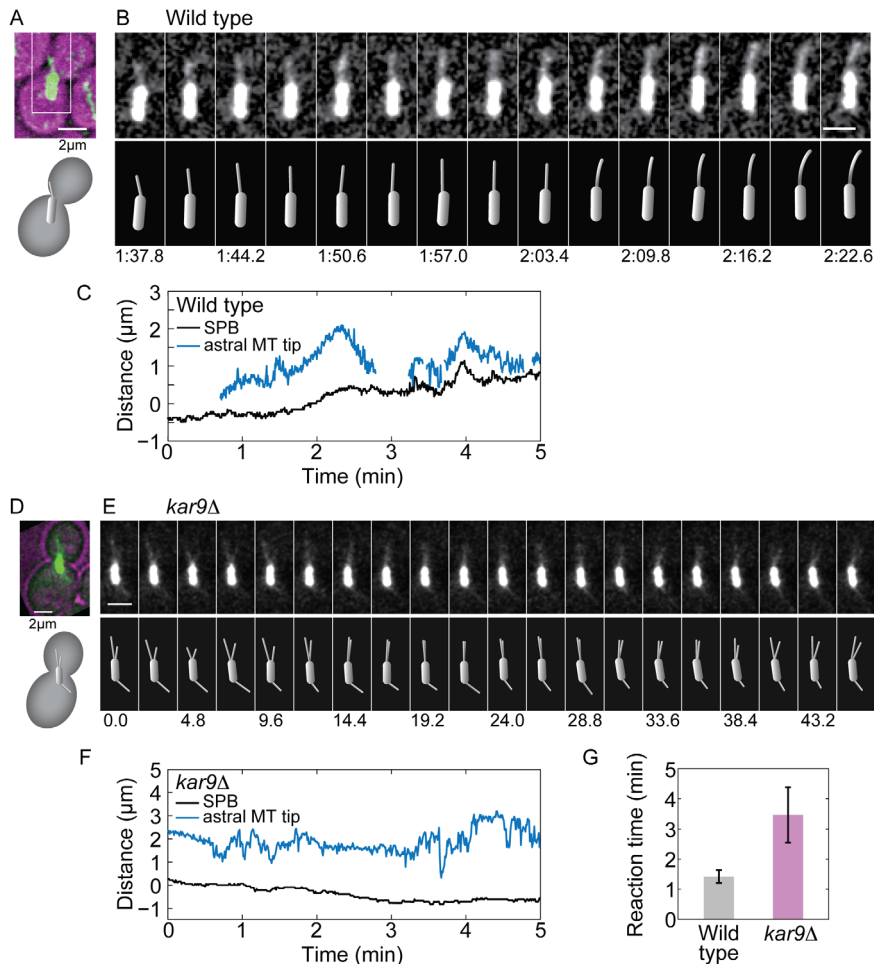 A
B Wild type
2µm
1:37.8 1:44.2 1:50.6 1:57.0 2:03.4 2:09.8 2:16.2 2:22.6
C
Wild type
SPB
astral MT tip
Distance (µm)
3
2
1
0
−1
0 1 2 3 4 5
Time (min)
D
E kar9Δ
2µm
0.0 4.8 9.6 14.4 19.2 24.0 28.8 33.6 38.4 43.2
F
kar9Δ
SPB
astral MT tip
Distance (µm)
5
4
3
2
1
0
−1
0 1 2 3 4 5
Time (min)
G
Reaction time (min)
5
4
3
2
1
0
Wild type
kar9Δ